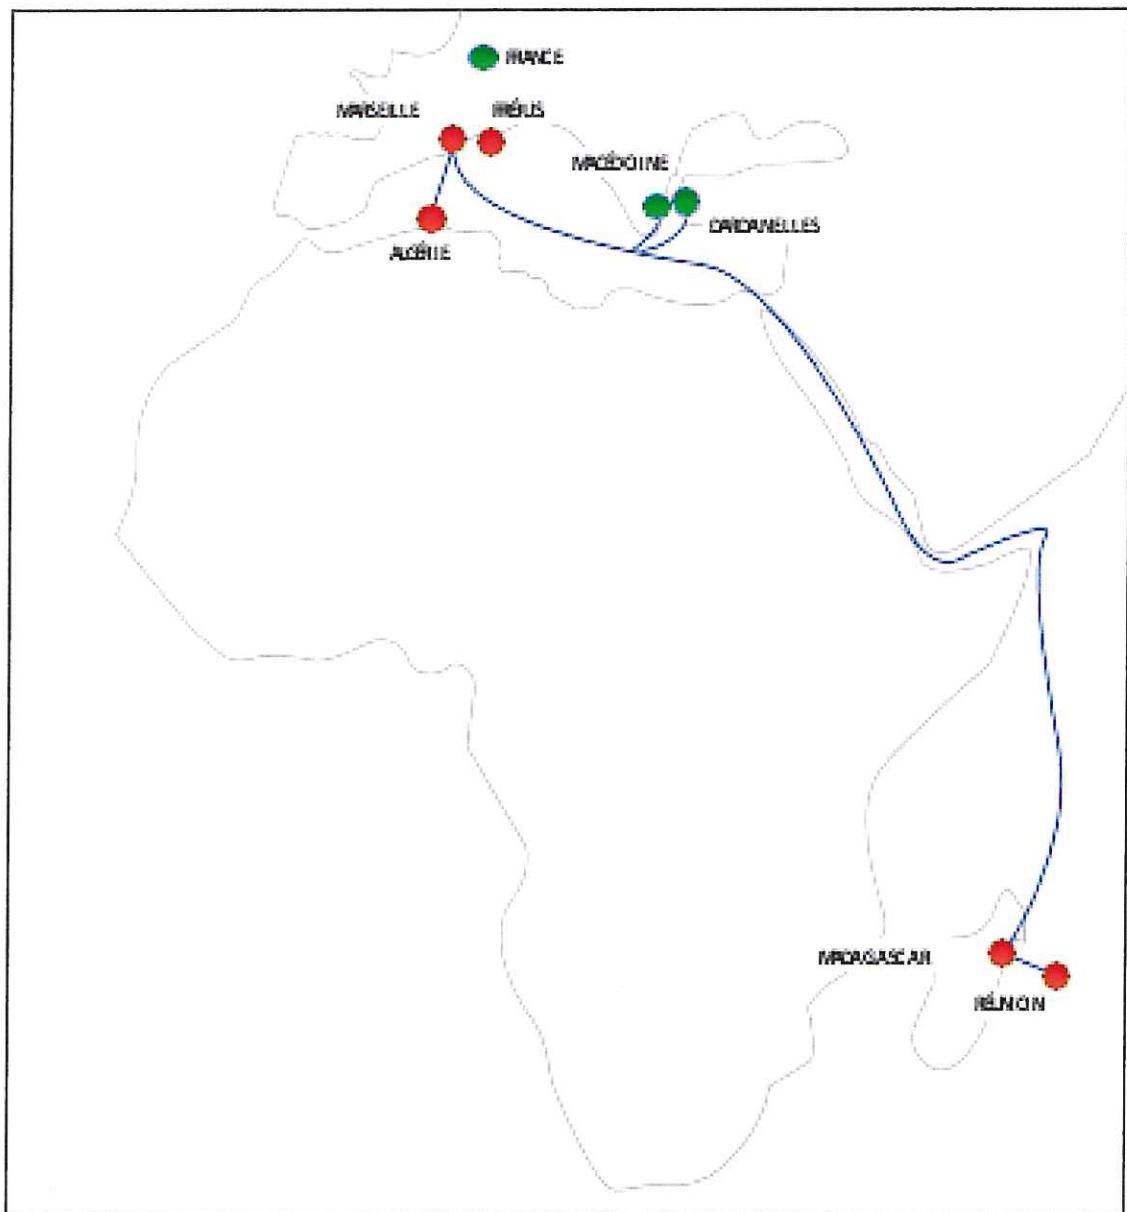 FRANCE
MARSEILLE
FRÉJUS
MACÉDOINE
DARDANELLES
ALGÉRIE
MADAGASCAR
RÉUNION